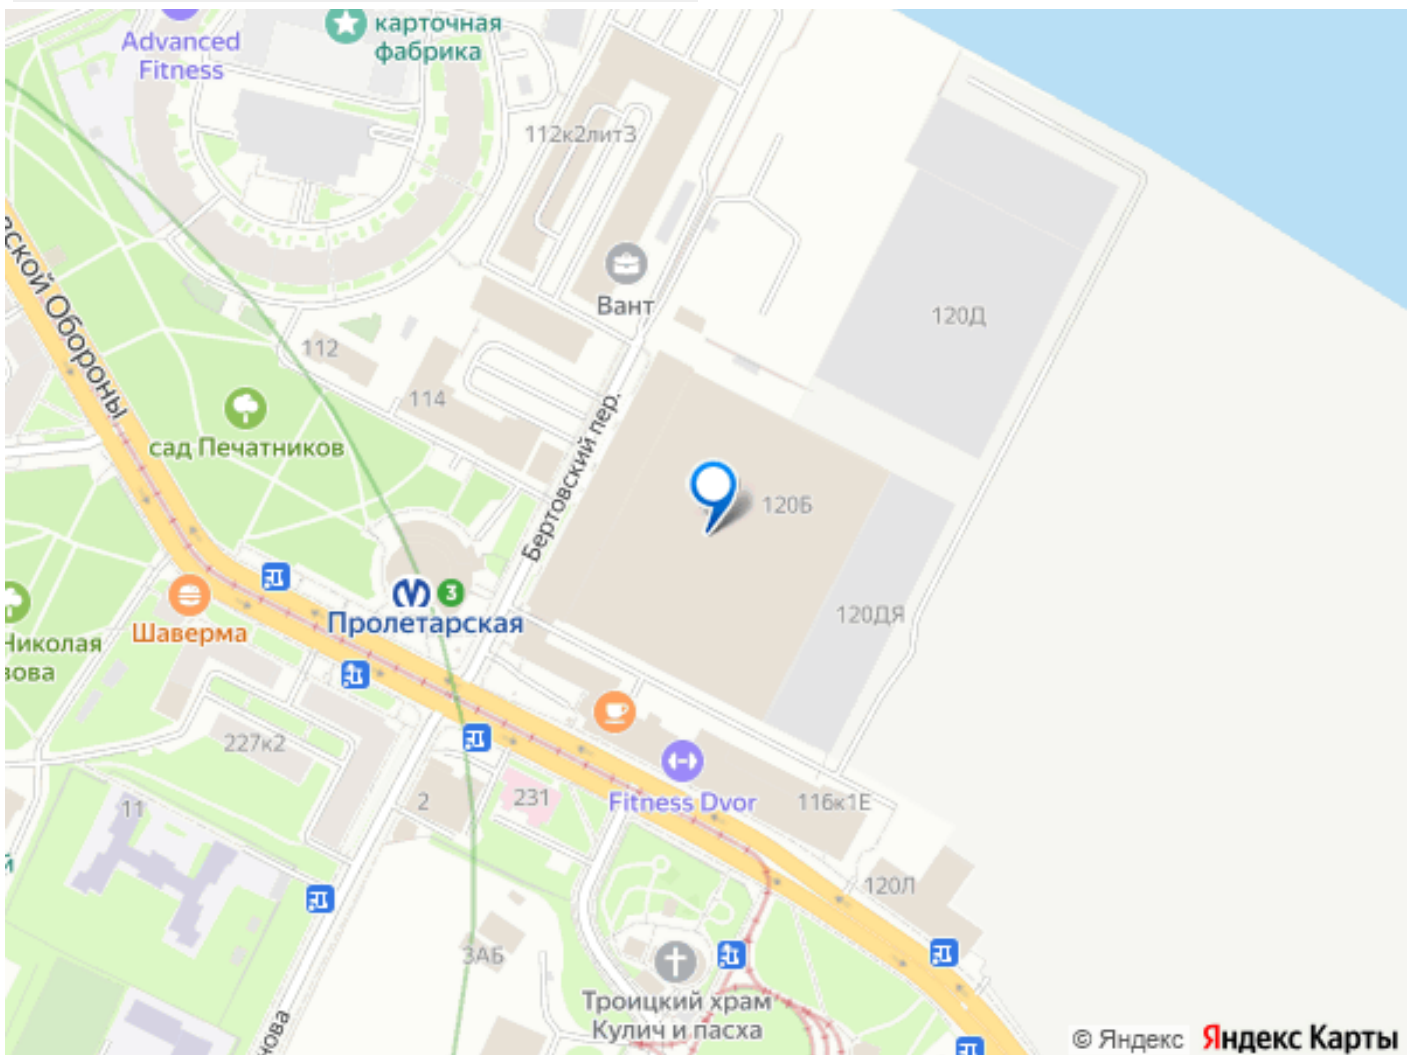 карточная
фабрика
Advanced
Fitness
112к2лит3
ской Обороны
Вант
120Д
112
114
сад Печатников
Бертовский пер.
120Б
3
Пролетарская
120ДЯ
Шаверма
227к2
11
2
231
Fitness Dvor
116к1Е
120Л
3АБ
Троицкий храм
Кулич и пасха
© Яндекс Яндекс Карты